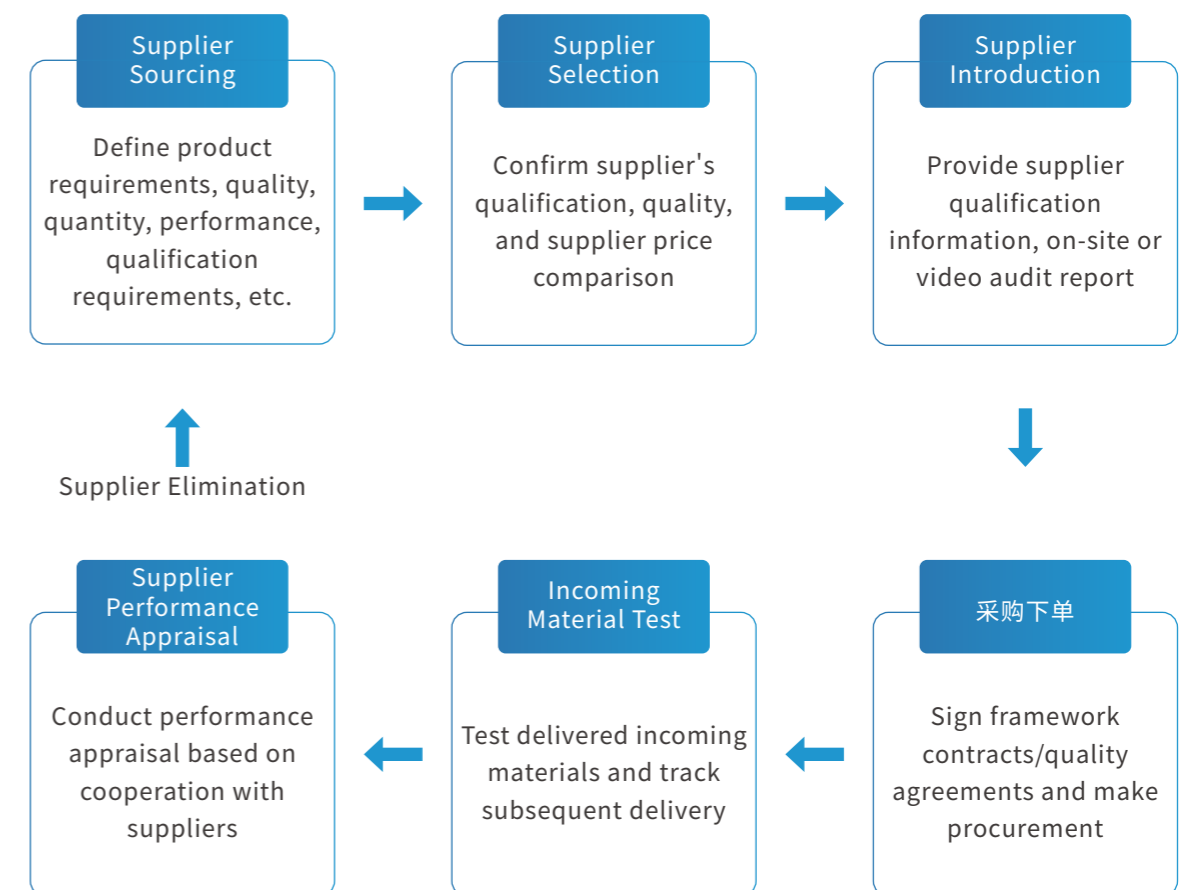 Supplier
Sourcing
Define product
requirements, quality,
quantity, performance,
qualification
requirements, etc.
Supplier
Selection
Confirm supplier's
qualification, quality,
and supplier price
comparison
Supplier
Introduction
Provide supplier
qualification
information, on-site or
video audit report
Supplier Elimination
Supplier
Performance
Appraisal
Conduct performance
appraisal based on
cooperation with
suppliers
Incoming
Material Test
Test delivered incoming
materials and track
subsequent delivery
采购下单
Sign framework
contracts/quality
agreements and make
procurement